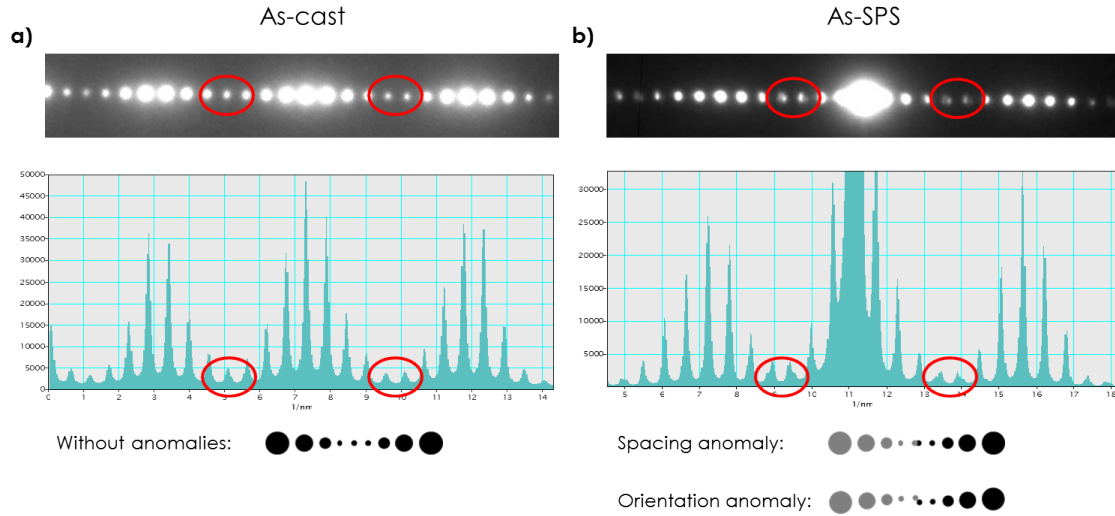 As-cast
As-SPS
a)
b)
50000
45000
40000
35000
30000
25000
20000
15000
10000
5000
0
0 1 2 3 4 5 6 7 8 9 10 11 12 13 14
1/nm
30000
25000
20000
15000
10000
5000
5 6 7 8 9 10 11 12 13 14 15 16 17 18
1/nm
Without anomalies:
Spacing anomaly:
Orientation anomaly: